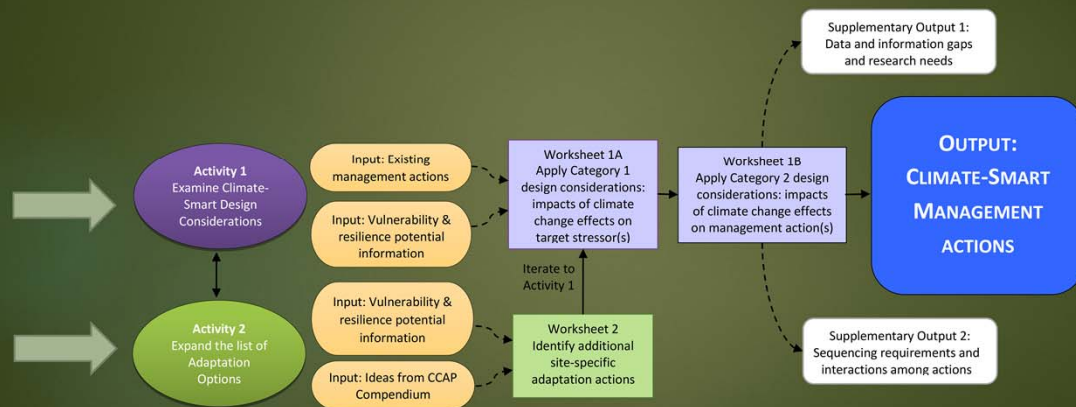 Activity 1
Examine Climate-
Smart Design
Considerations
Input: Existing
management actions
Input: Vulnerability &
resilience potential
information
Worksheet 1A
Apply Category 1
design considerations:
impacts of climate
change effects on
target stressor(s)
Worksheet 1B
Apply Category 2 design
considerations: impacts
of climate change effects
on management action(s)
Supplementary Output 1:
Data and information gaps
and research needs
OUTPUT:
CLIMATE-SMART
MANAGEMENT
ACTIONS
Iterate to
Activity 1
Activity 2
Expand the list of
Adaptation
Options
Input: Vulnerability &
resilience potential
information
Input: Ideas from CCAP
Compendium
Worksheet 2
Identify additional
site-specific
adaptation actions
Supplementary Output 2:
Sequencing requirements and
interactions among actions